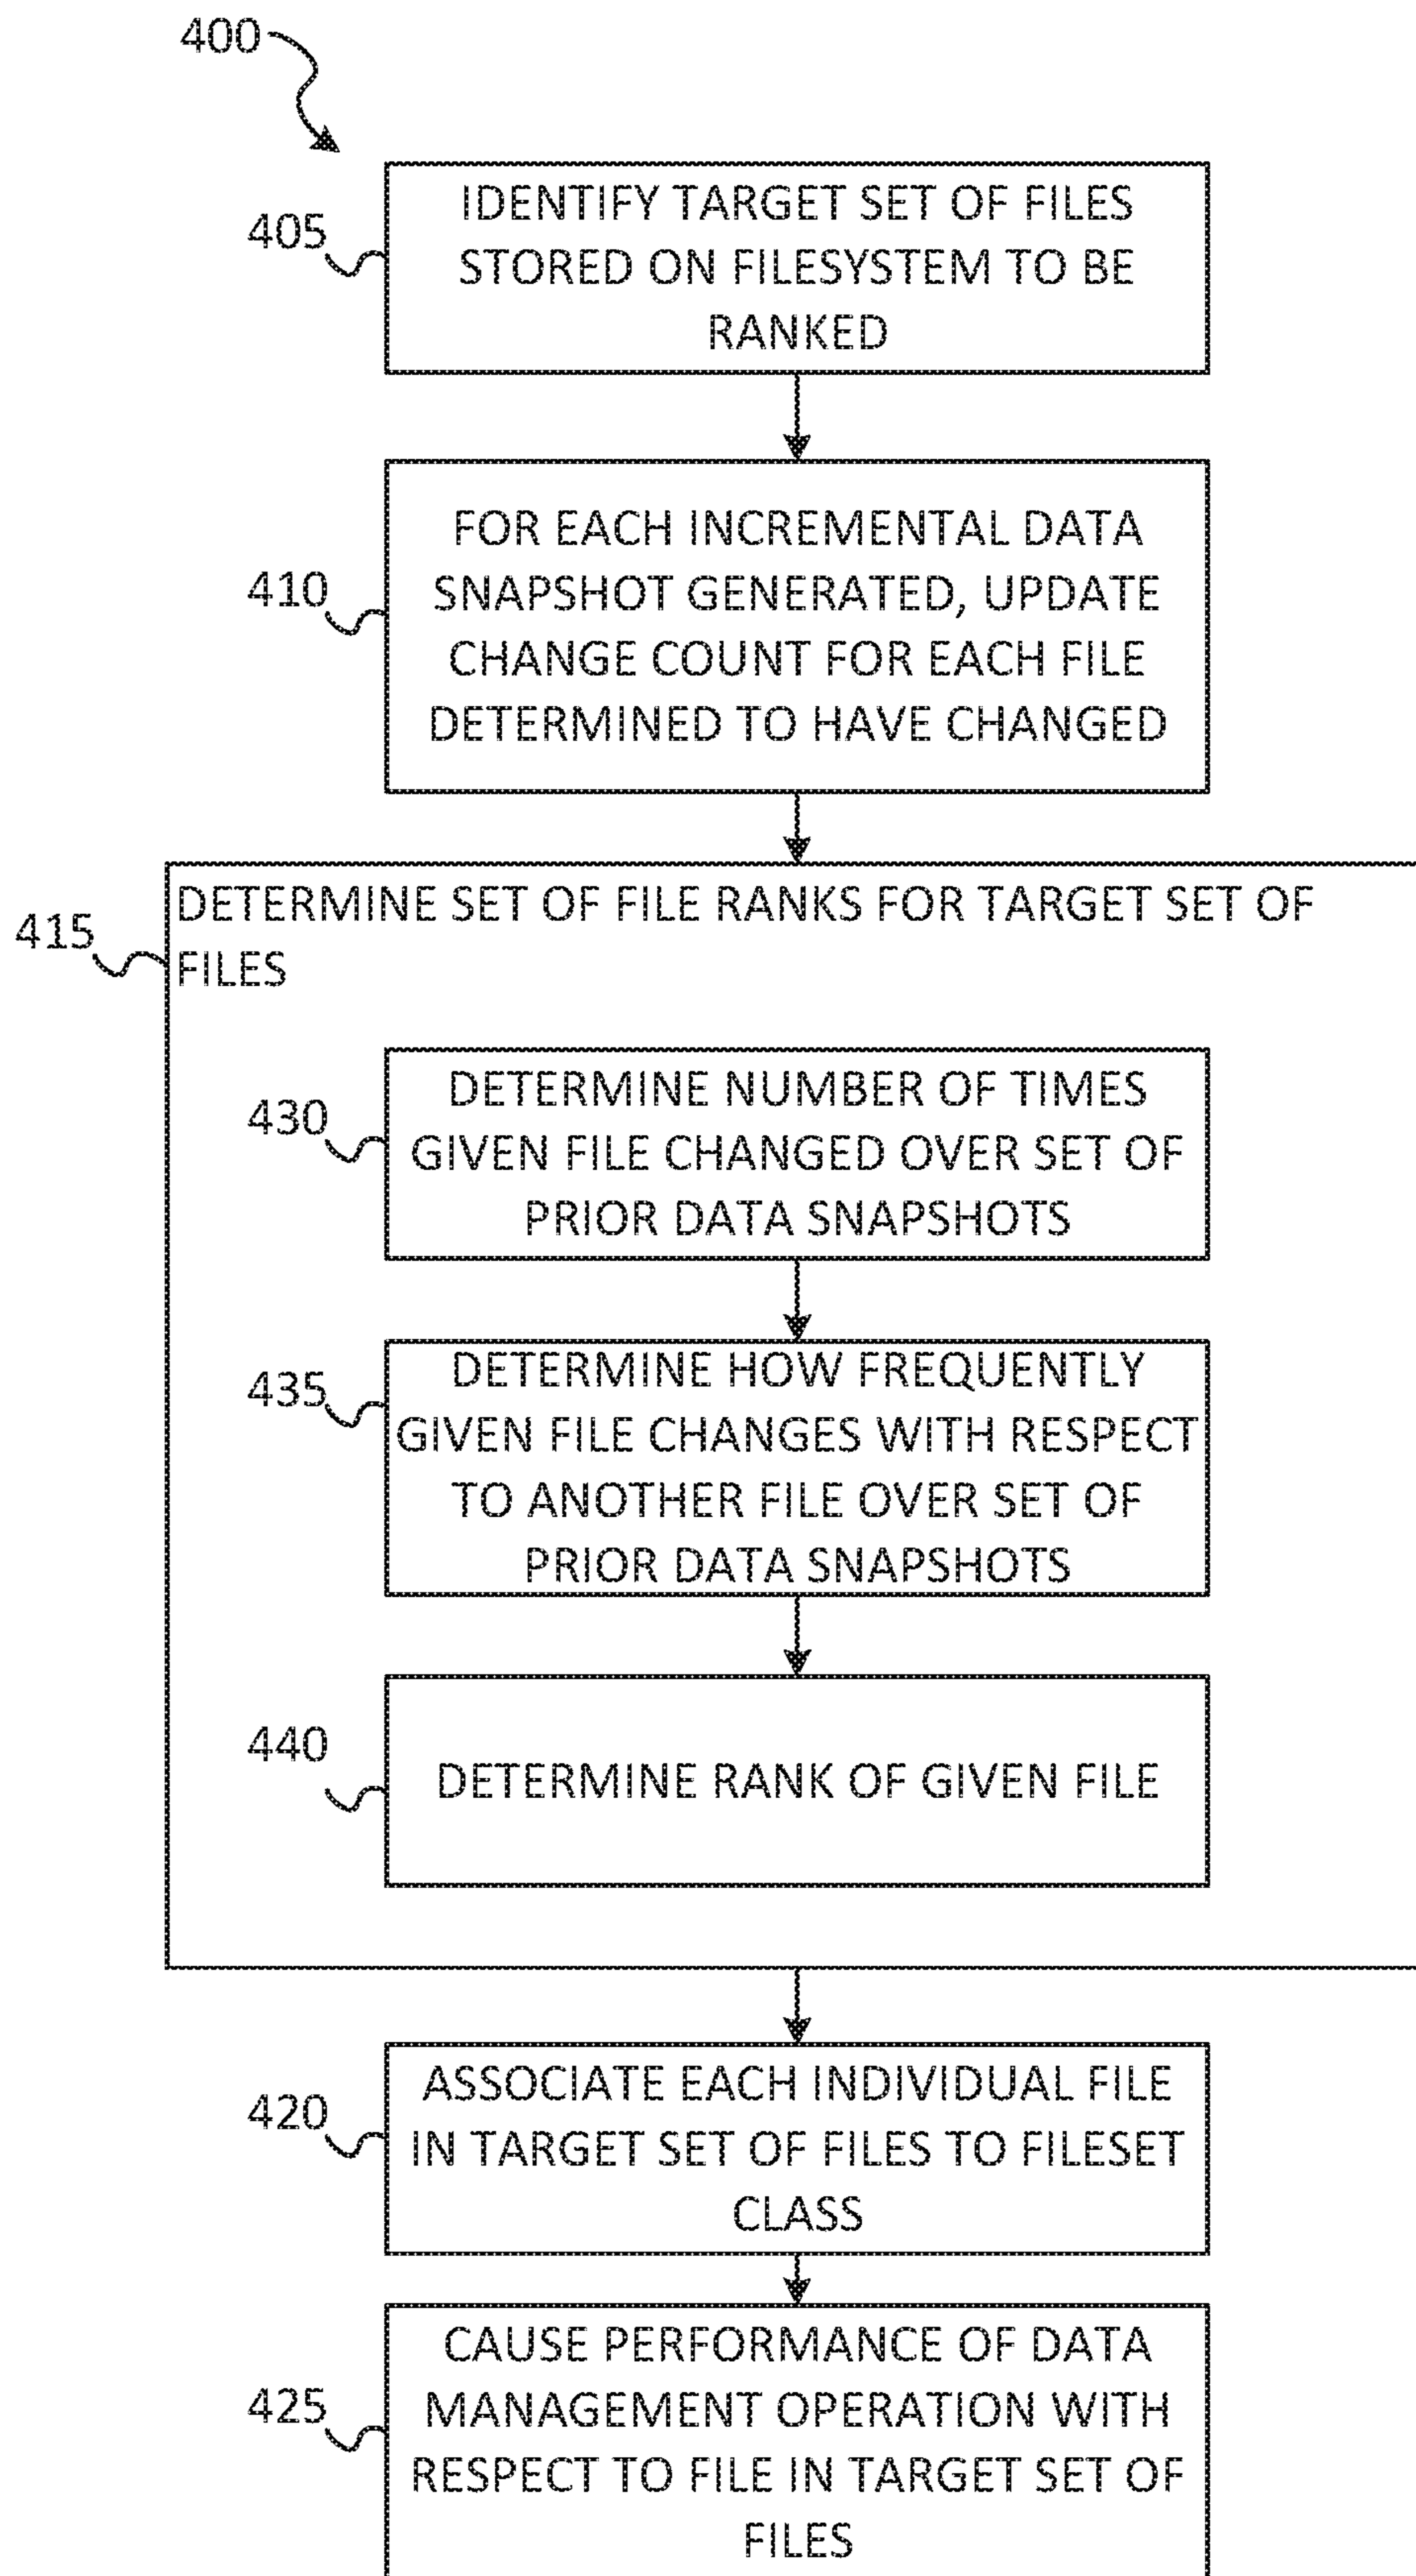 400
405
IDENTIFY TARGET SET OF FILES
STORED ON FILESYSTEM TO BE
RANKED
410
FOR EACH INCREMENTAL DATA
SNAPSHOT GENERATED, UPDATE
CHANGE COUNT FOR EACH FILE
DETERMINED TO HAVE CHANGED
415
DETERMINE SET OF FILE RANKS FOR TARGET SET OF
FILES
430
DETERMINE NUMBER OF TIMES
GIVEN FILE CHANGED OVER SET OF
PRIOR DATA SNAPSHOTS
435
DETERMINE HOW FREQUENTLY
GIVEN FILE CHANGES WITH RESPECT
TO ANOTHER FILE OVER SET OF
PRIOR DATA SNAPSHOTS
440
DETERMINE RANK OF GIVEN FILE
420
ASSOCIATE EACH INDIVIDUAL FILE
IN TARGET SET OF FILES TO FILESET
CLASS
425
CAUSE PERFORMANCE OF DATA
MANAGEMENT OPERATION WITH
RESPECT TO FILE IN TARGET SET OF
FILES